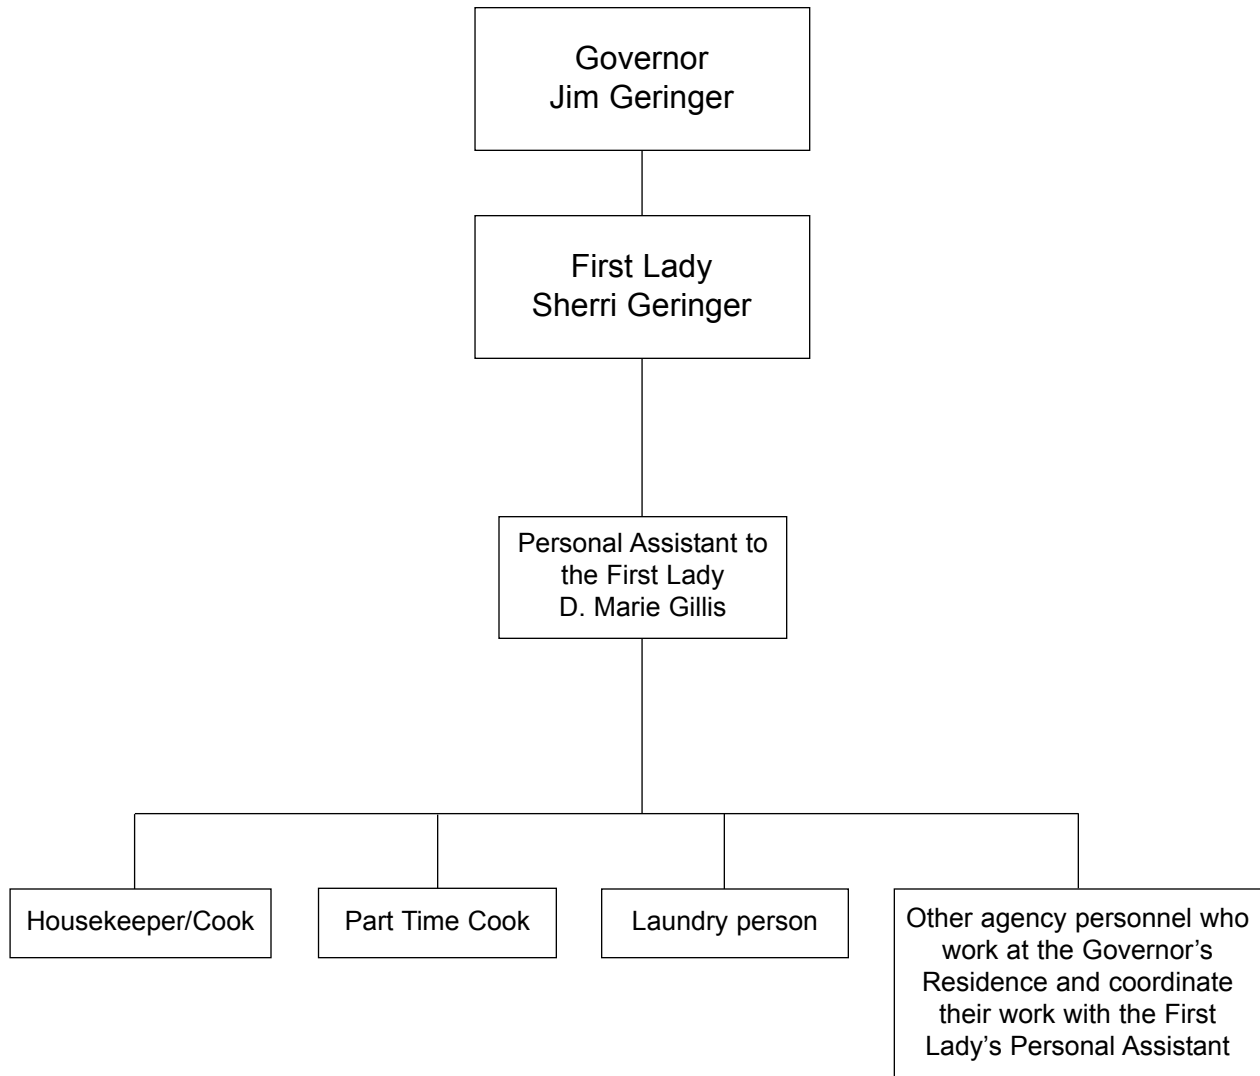 Governor
Jim Geringer
First Lady
Sherri Geringer
Personal Assistant to
the First Lady
D. Marie Gillis
Housekeeper/Cook
Part Time Cook
Laundry person
Other agency personnel who
work at the Governor’s
Residence and coordinate
their work with the First
Lady’s Personal Assistant